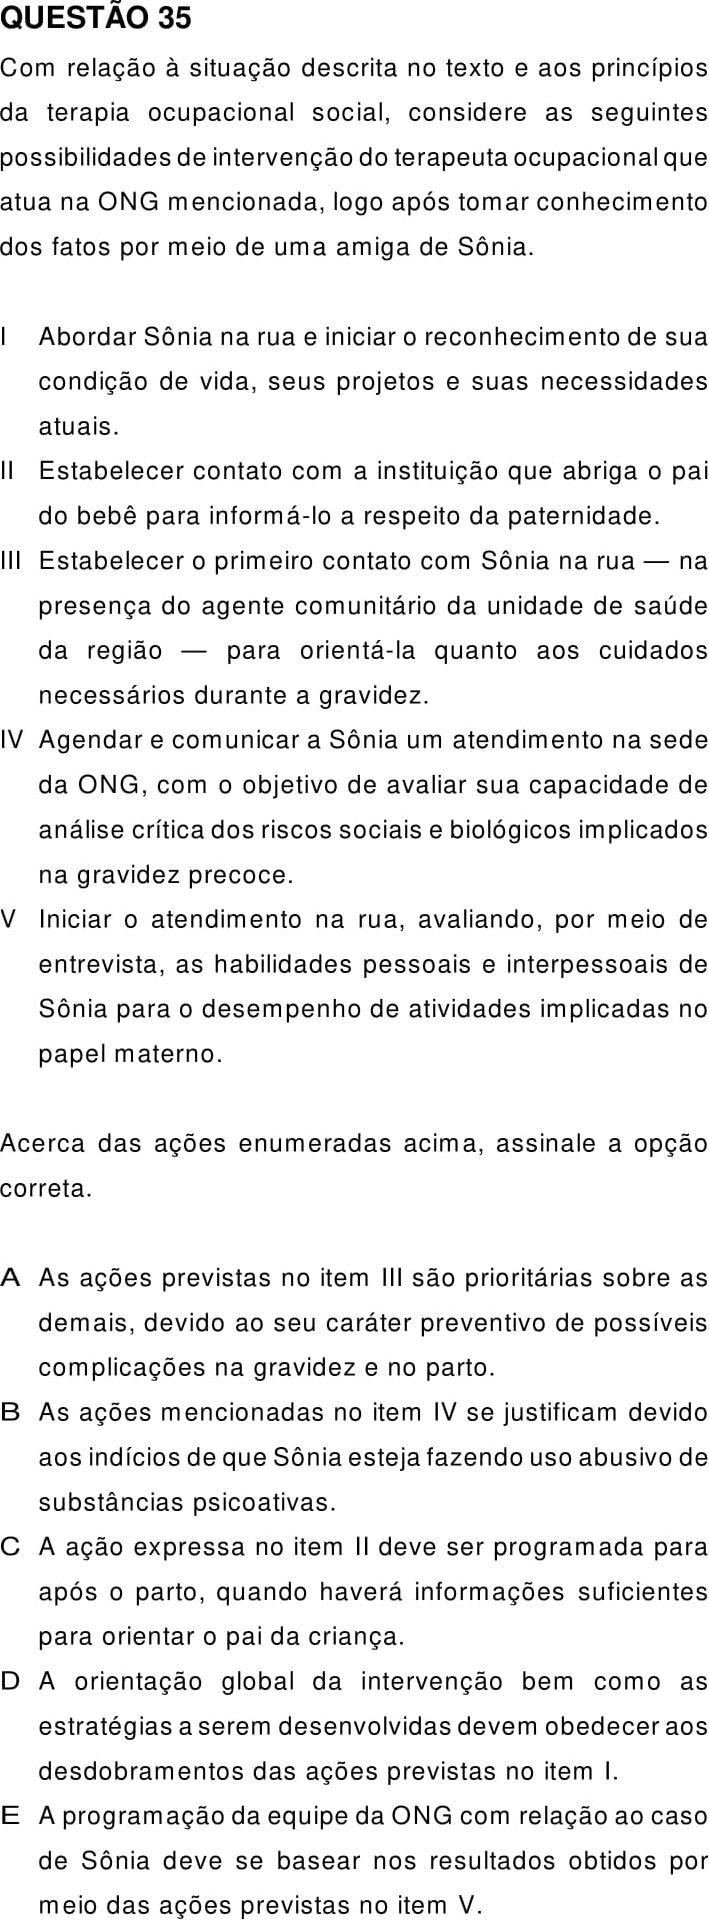 QUESTÃO 35
Com relação à situação descrita no texto e aos princípios
da terapia ocupacional social, considere as seguintes
possibilidades de intervenção do terapeuta ocupacional que
atua na ONG mencionada, logo após tomar conhecimento
dos fatos por meio de uma amiga de Sônia.
I Abordar Sônia na rua e iniciar o reconhecimento de sua
condição de vida, seus projetos e suas necessidades
atuais.
II Estabelecer contato com a instituição que abriga o pai
do bebê para informá-lo a respeito da paternidade.
III Estabelecer o primeiro contato com Sônia na rua — na
presença do agente comunitário da unidade de saúde
da região — para orientá-la quanto aos cuidados
necessários durante a gravidez.
IV Agendar e comunicar a Sônia um atendimento na sede
da ONG, com o objetivo de avaliar sua capacidade de
análise crítica dos riscos sociais e biológicos implicados
na gravidez precoce.
V Iniciar o atendimento na rua, avaliando, por meio de
entrevista, as habilidades pessoais e interpessoais de
Sônia para o desempenho de atividades implicadas no
papel materno.
Acerca das ações enumeradas acima, assinale a opção
correta.
A As ações previstas no item III são prioritárias sobre as
demais, devido ao seu caráter preventivo de possíveis
complicações na gravidez e no parto.
B As ações mencionadas no item IV se justificam devido
aos indícios de que Sônia esteja fazendo uso abusivo de
substâncias psicoativas.
C A ação expressa no item II deve ser programada para
após o parto, quando haverá informações suficientes
para orientar o pai da criança.
D A orientação global da intervenção bem como as
estratégias a serem desenvolvidas devem obedecer aos
desdobramentos das ações previstas no item I.
E A programação da equipe da ONG com relação ao caso
de Sônia deve se basear nos resultados obtidos por
meio das ações previstas no item V.